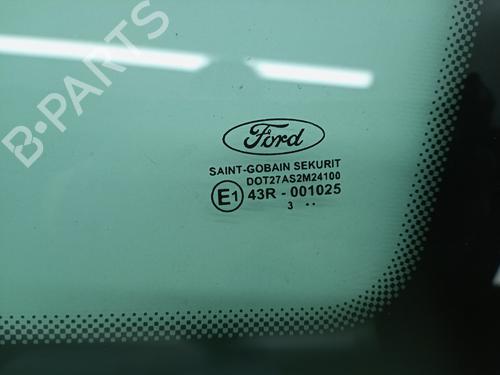 B-PARTS
Ford
SAINT-GOBAIN SEKURIT
DOT27AS2M24100
E1 43R - 001025
3 ..